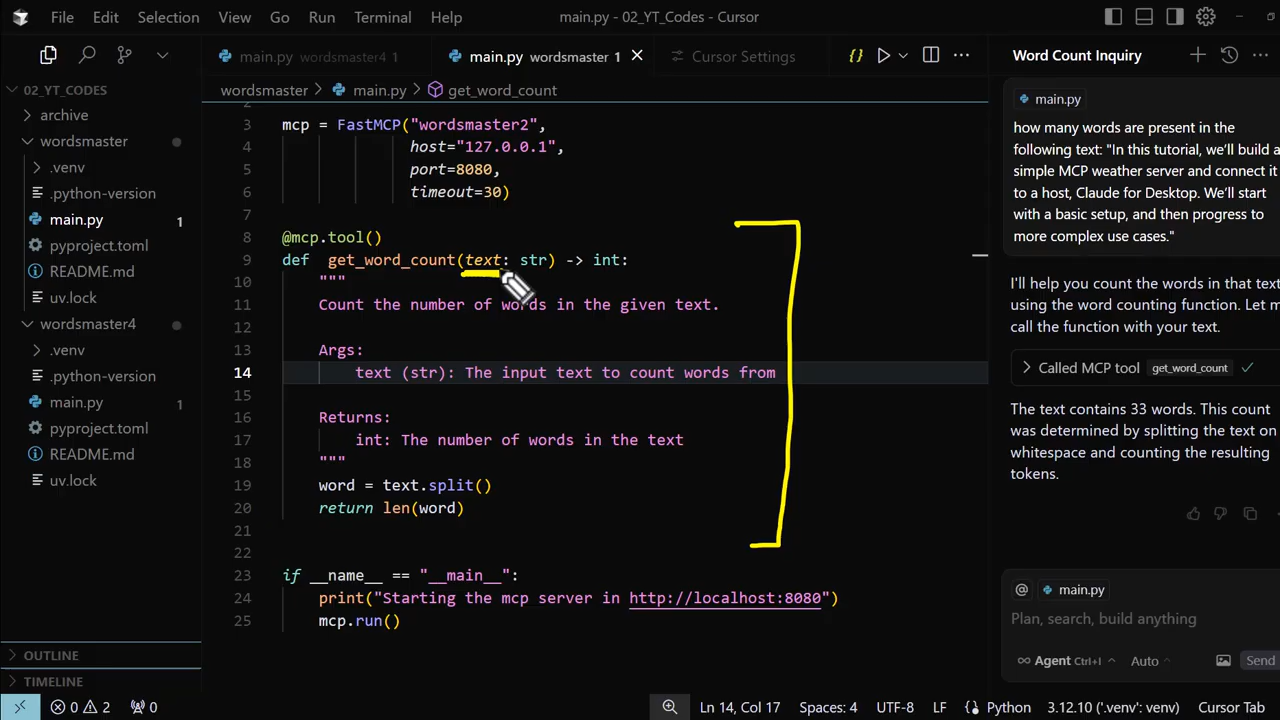 File Edit Selection View Go Run Terminal Help
main.py - 02_YT_Codes - Cursor
main.py wordsmaster4 1
main.py wordsmaster 1
Cursor Settings
Word Count Inquiry
02_YT_CODES
archive
wordsmaster
.venv
.python-version
main.py 1
pyproject.toml
README.md
uv.lock
wordsmaster4
.venv
.python-version
main.py 1
pyproject.toml
README.md
uv.lock
OUTLINE
TIMELINE
wordsmaster > main.py > get_word_count
2
3 mcp = FastMCP("wordsmaster2",
4 host="127.0.0.1",
5 port=8080,
6 timeout=30)
7
8 @mcp.tool()
9 def get_word_count(text: str) -> int:
10 """
11 Count the number of words in the given text.
12
13 Args:
14 text (str): The input text to count words from
15
16 Returns:
17 int: The number of words in the text
18 """
19 word = text.split()
20 return len(word)
21
22
23 if __name__ == "__main__":
24 print("Starting the mcp server in http://localhost:8080")
25 mcp.run()
main.py
how many words are present in the
following text: "In this tutorial, we'll build a
simple MCP weather server and connect it
to a host, Claude for Desktop. We'll start
with a basic setup, and then progress to
more complex use cases."
I'll help you count the words in that text
using the word counting function. Let me
call the function with your text.
Called MCP tool get_word_count
The text contains 33 words. This count
was determined by splitting the text on
whitespace and counting the resulting
tokens.
@ main.py
Plan, search, build anything
∞ Agent Ctrl+I Auto Send
0 2 0
Ln 14, Col 17 Spaces: 4 UTF-8 LF Python 3.12.10 ('.venv': venv) Cursor Tab